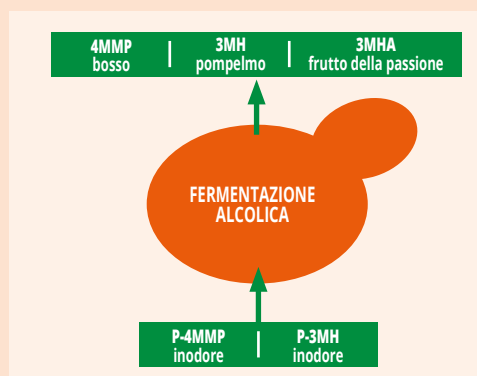 4MMP | 3MH | 3MHA
bosso | pompelmo | frutto della passione
FERMENTAZIONE
ALCOLICA
P-4MMP | P-3MH
inodore | inodore